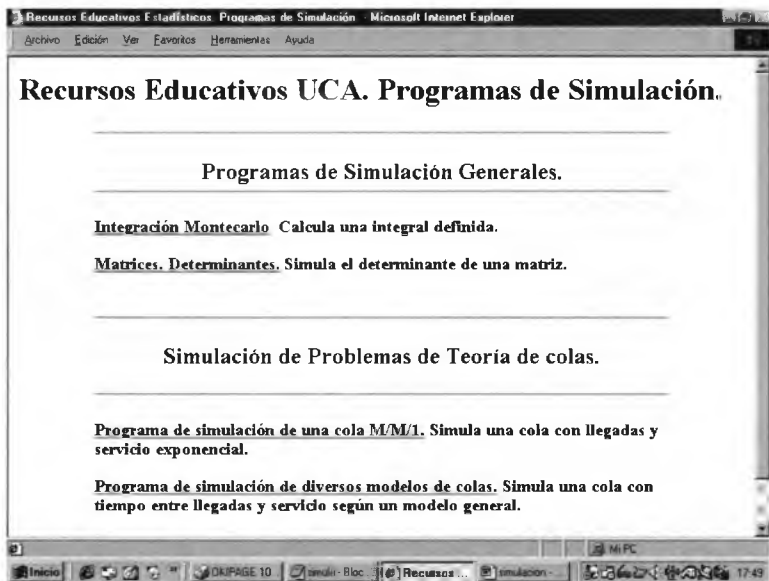 Recursos Educativos Estadísticos. Programas de Simulación - Microsoft Internet Explorer
Archivo Edición Ver Favoritos Herramientas Ayuda
Recursos Educativos UCA. Programas de Simulación.
Programas de Simulación Generales.
Integración Montecarlo Calcula una integral definida.
Matrices. Determinantes. Simula el determinante de una matriz.
Simulación de Problemas de Teoría de colas.
Programa de simulación de una cola M/M/1. Simula una cola con llegadas y
servicio exponencial.
Programa de simulación de diversos modelos de colas. Simula una cola con
tiempo entre llegadas y servicio según un modelo general.
Mi PC
Inicio OKIPAGE 10 - Bloc... Recursos ... simulacion - ... 17:49